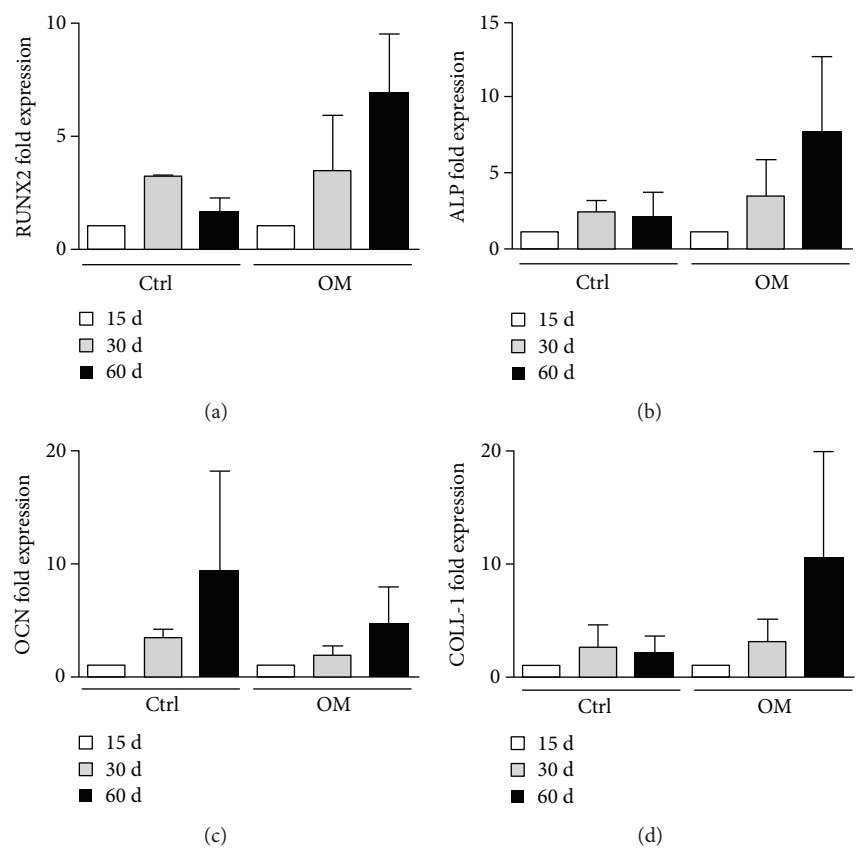 RUNX2 fold expression
10
5
0
Ctrl
OM
15 d
30 d
60 d
(a)
ALP fold expression
15
10
5
0
Ctrl
OM
15 d
30 d
60 d
(b)
OCN fold expression
20
10
0
Ctrl
OM
15 d
30 d
60 d
(c)
COLL-1 fold expression
20
10
0
Ctrl
OM
15 d
30 d
60 d
(d)